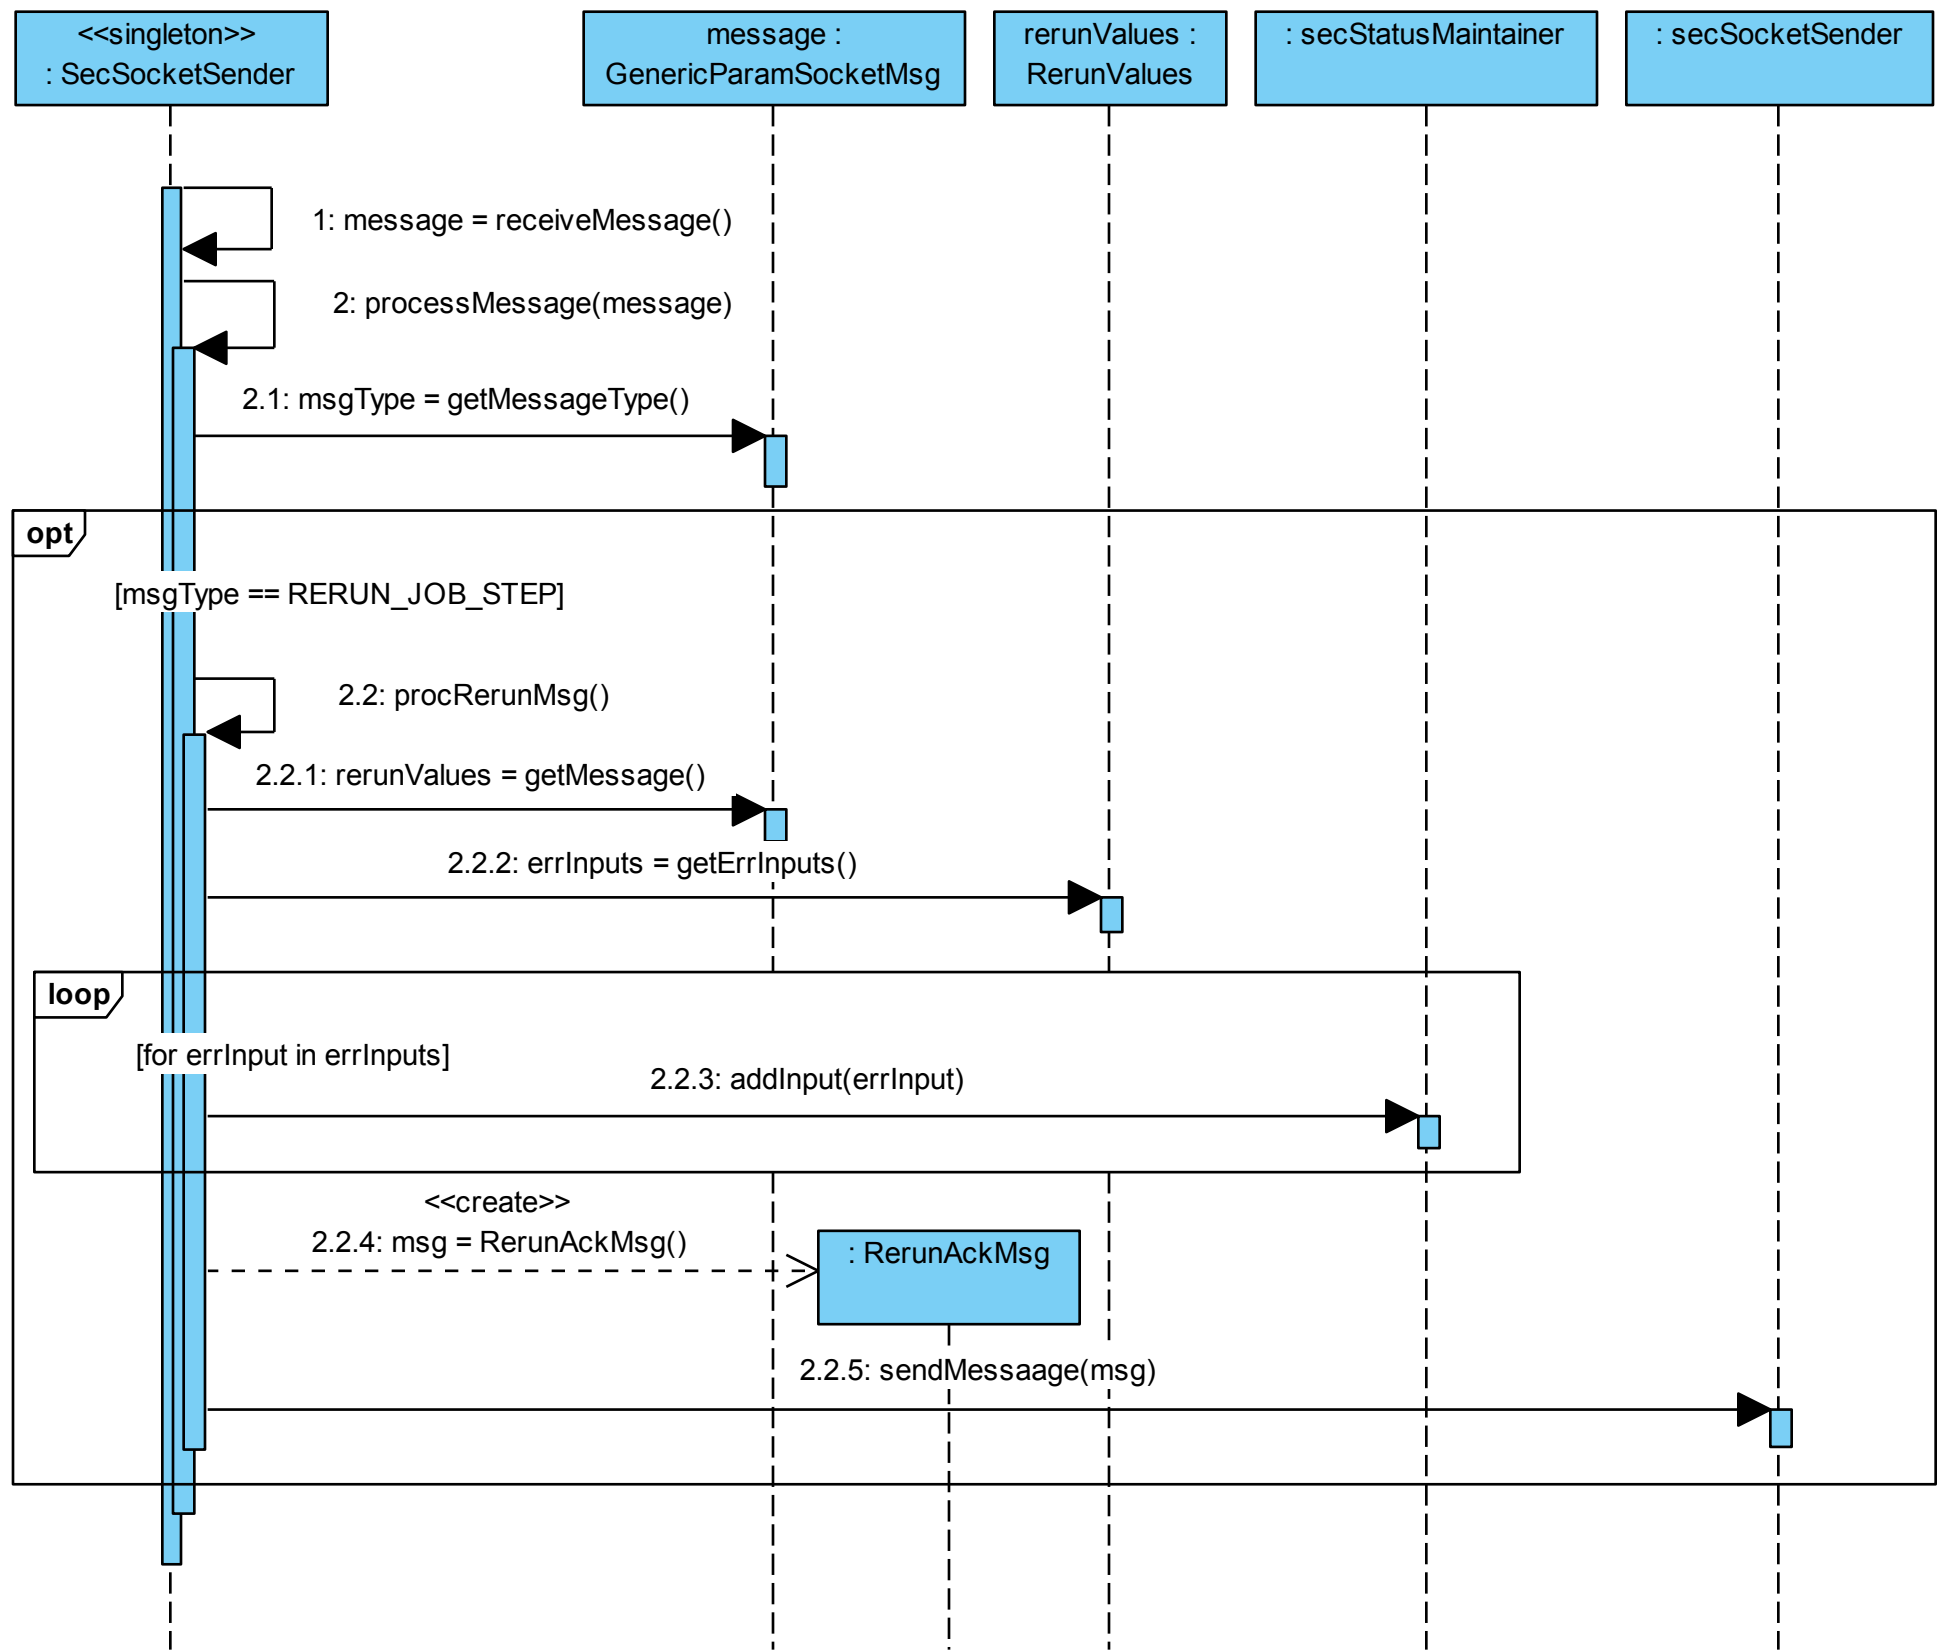 <<singleton>>
: SecSocketSender
message :
GenericParamSocketMsg
rerunValues :
RerunValues
: secStatusMaintainer
: secSocketSender
1: message = receiveMessage()
2: processMessage(message)
2.1: msgType = getMessageType()
opt
[msgType == RERUN_JOB_STEP]
2.2: procRerunMsg()
2.2.1: rerunValues = getMessage()
2.2.2: errInputs = getErrInputs()
loop
[for errInput in errInputs]
2.2.3: addInput(errInput)
<<create>>
2.2.4: msg = RerunAckMsg()
: RerunAckMsg
2.2.5: sendMessaage(msg)